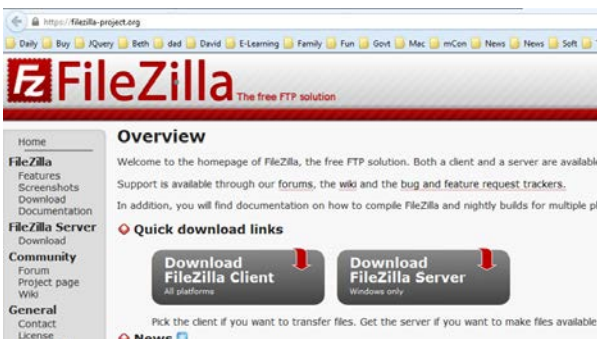 https://filezilla-project.org
Daily Buy JQuery Beth dad David E-Learning Family Fun Govt Mac mCon News News Soft
FZ FileZilla The free FTP solution
Home
FileZilla
Features
Screenshots
Download
Documentation
FileZilla Server
Download
Community
Forum
Project page
Wiki
General
Contact
License
Overview
Welcome to the homepage of FileZilla, the free FTP solution. Both a client and a server are available
Support is available through our forums, the wiki and the bug and feature request trackers.
In addition, you will find documentation on how to compile FileZilla and nightly builds for multiple pl
Quick download links
Download
FileZilla Client
All platforms
Download
FileZilla Server
Windows only
Pick the client if you want to transfer files. Get the server if you want to make files available
News